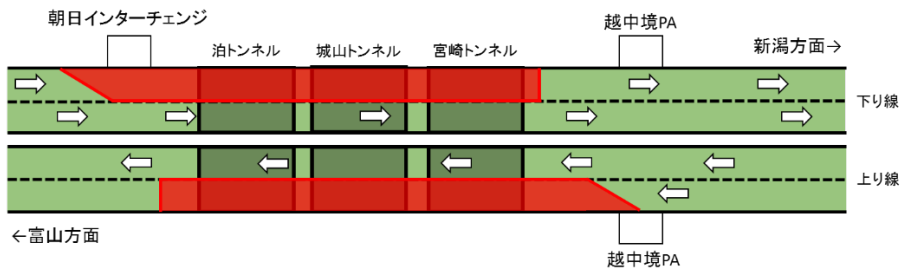 朝日インターチェンジ
越中境PA
泊トンネル
城山トンネル
宮崎トンネル
新潟方面→
下り線
上り線
←富山方面
越中境PA